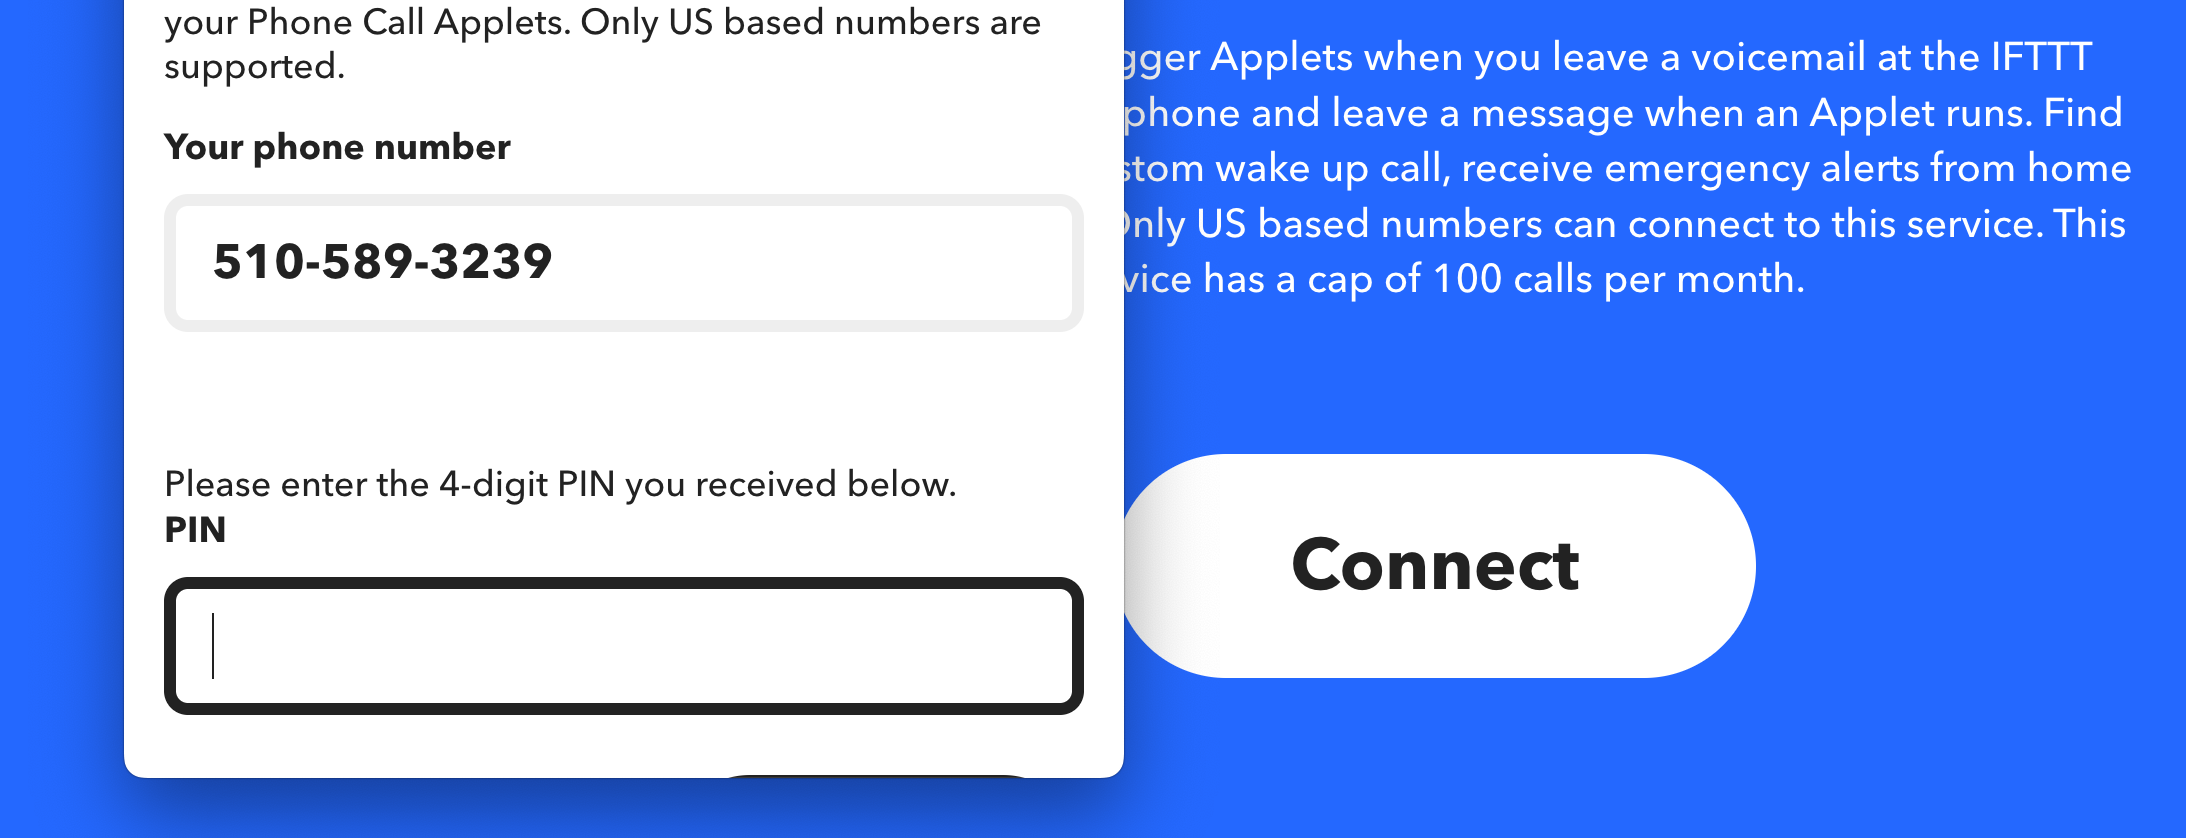 your Phone Call Applets. Only US based numbers are
supported.
Your phone number
510-589-3239
Please enter the 4-digit PIN you received below.
PIN
Applets when you leave a voicemail at the IFTTT
phone and leave a message when an Applet runs. Find
wake up call, receive emergency alerts from home
Only US based numbers can connect to this service. This
has a cap of 100 calls per month.
Connect